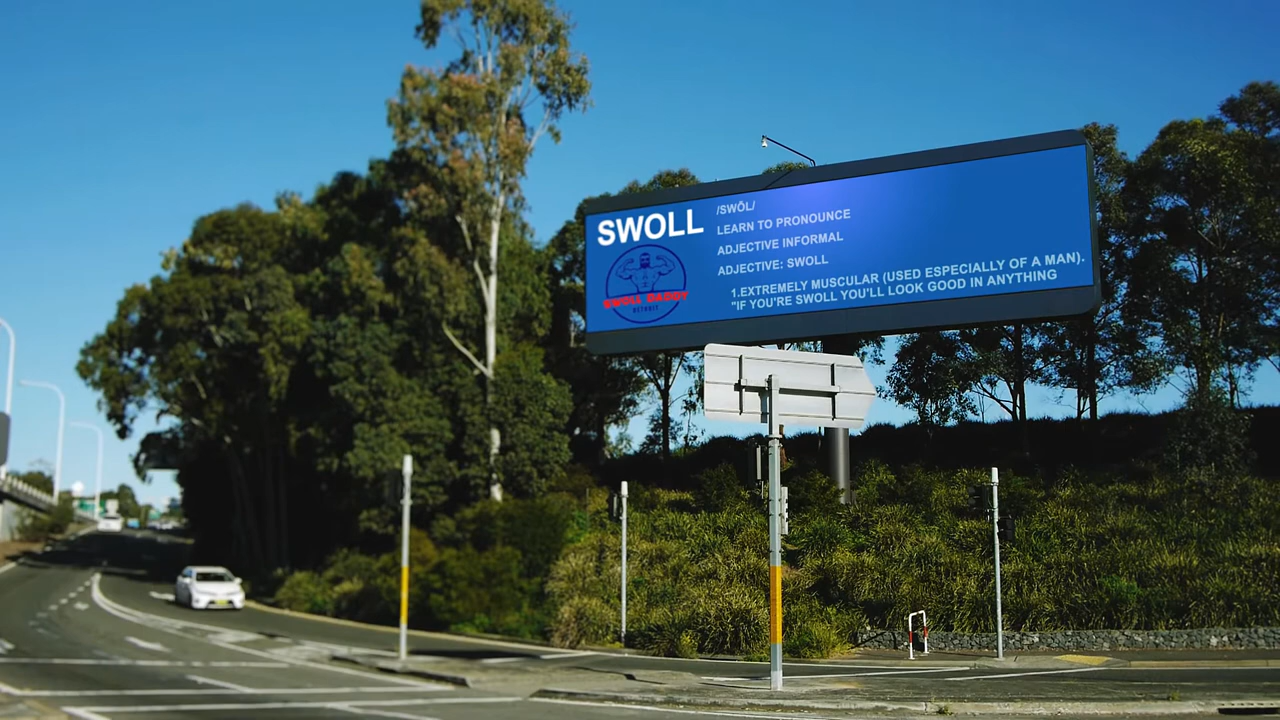 SWOLL
/SWŌL/
LEARN TO PRONOUNCE
ADJECTIVE INFORMAL
ADJECTIVE: SWOLL
1.EXTREMELY MUSCULAR (USED ESPECIALLY OF A MAN).
"IF YOU'RE SWOLL YOU'LL LOOK GOOD IN ANYTHING
SWOLL DADDY
DETROIT